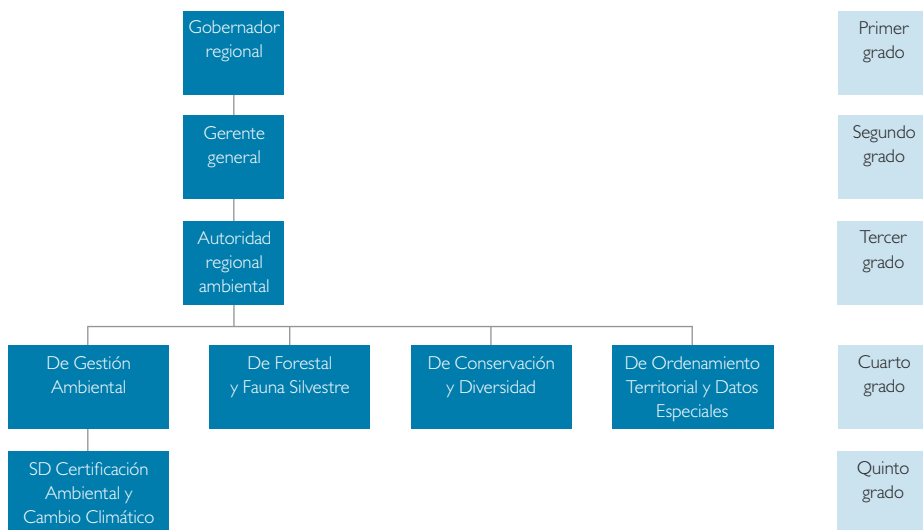 Gobernador
regional
Primer
grado
Gerente
general
Segundo
grado
Autoridad
regional
ambiental
Tercer
grado
De Gestión
Ambiental
De Forestal
y Fauna Silvestre
De Conservación
y Diversidad
De Ordenamiento
Territorial y Datos
Especiales
Cuarto
grado
SD Certificación
Ambiental y
Cambio Climático
Quinto
grado